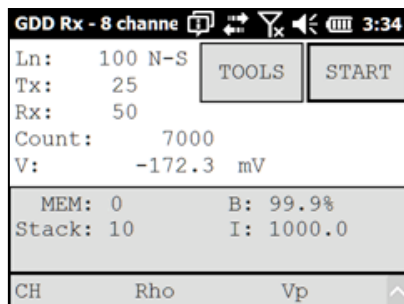 GDD Rx - 8 channe 3:34
Ln: 100 N-S
TOOLS START
Tx: 25
Rx: 50
Count: 7000
V: -172.3 mV
MEM: 0 B: 99.9%
Stack: 10 I: 1000.0
CH Rho Vp